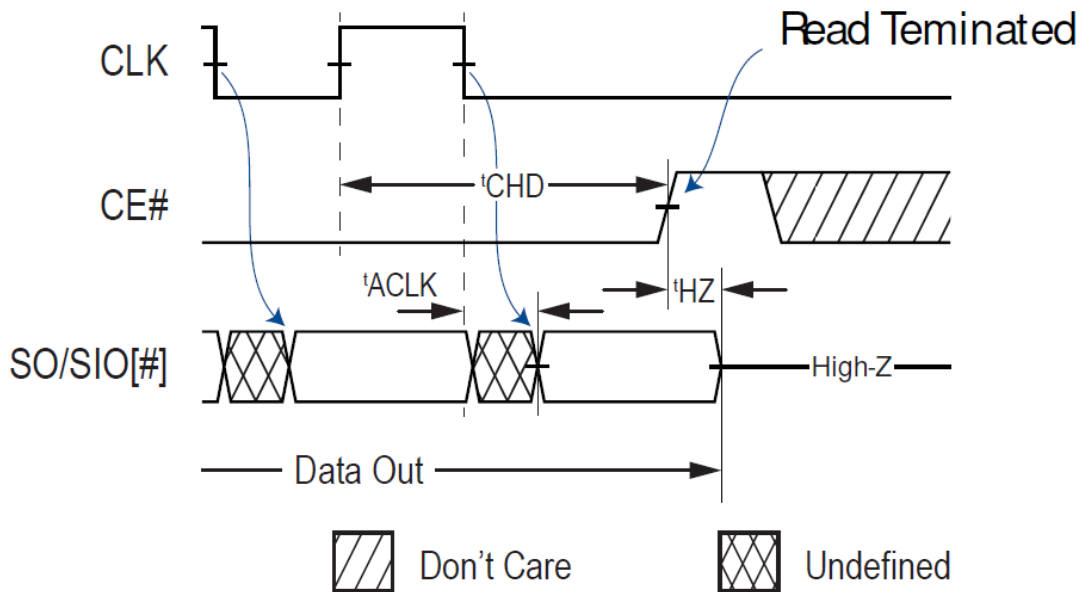 Read Teminated
CLK
tCHD
CE#
tACLK
tHZ
SO/SIO[#]
High-Z
Data Out
Don't Care
Undefined